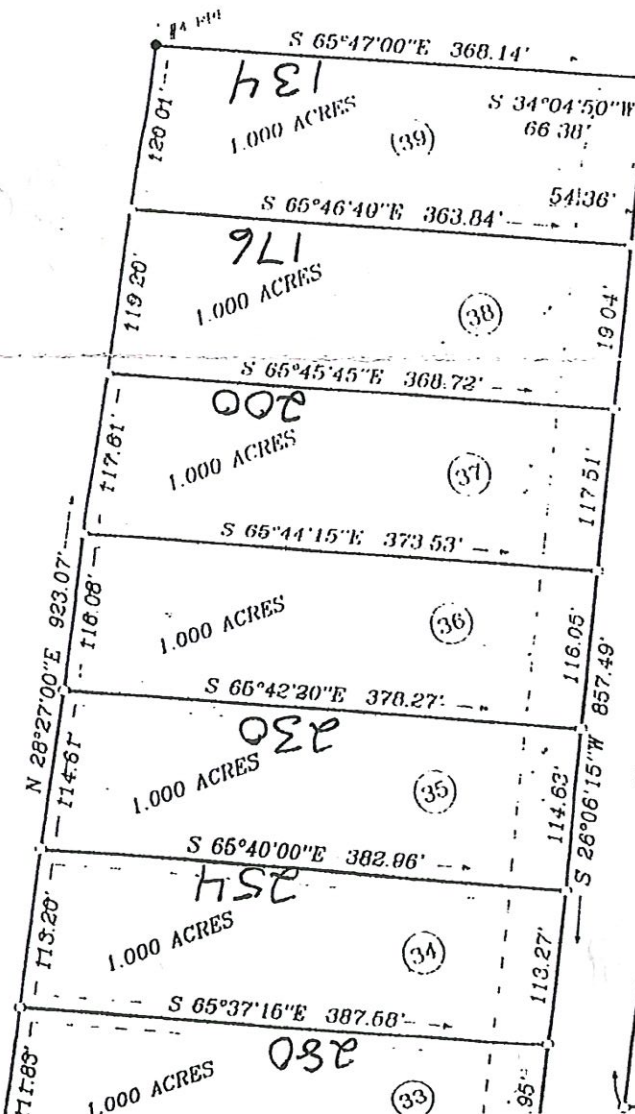 S 65°47'00"E 368.14'
134
S 34°04'50"W
66 38'
120 01'
1.000 ACRES
(39)
54.36'
S 65°46'40"E 363.84'
176
119 20'
1.000 ACRES
38
19 04'
S 65°45'45"E 368.72'
200
117.61'
1.000 ACRES
37
117 51'
S 65°44'15"E 373 53'
N 28°27'00"E 923.07'
116.08'
1.000 ACRES
36
116.05'
S 26°06'15"W 857.49'
S 65°42'20"E 378.27'
230
114.61'
1.000 ACRES
35
114.63'
S 65°40'00"E 382.96'
254
113.20'
1.000 ACRES
34
113.27'
S 65°37'16"E 387.58'
280
111.83'
1.000 ACRES
33
.95'